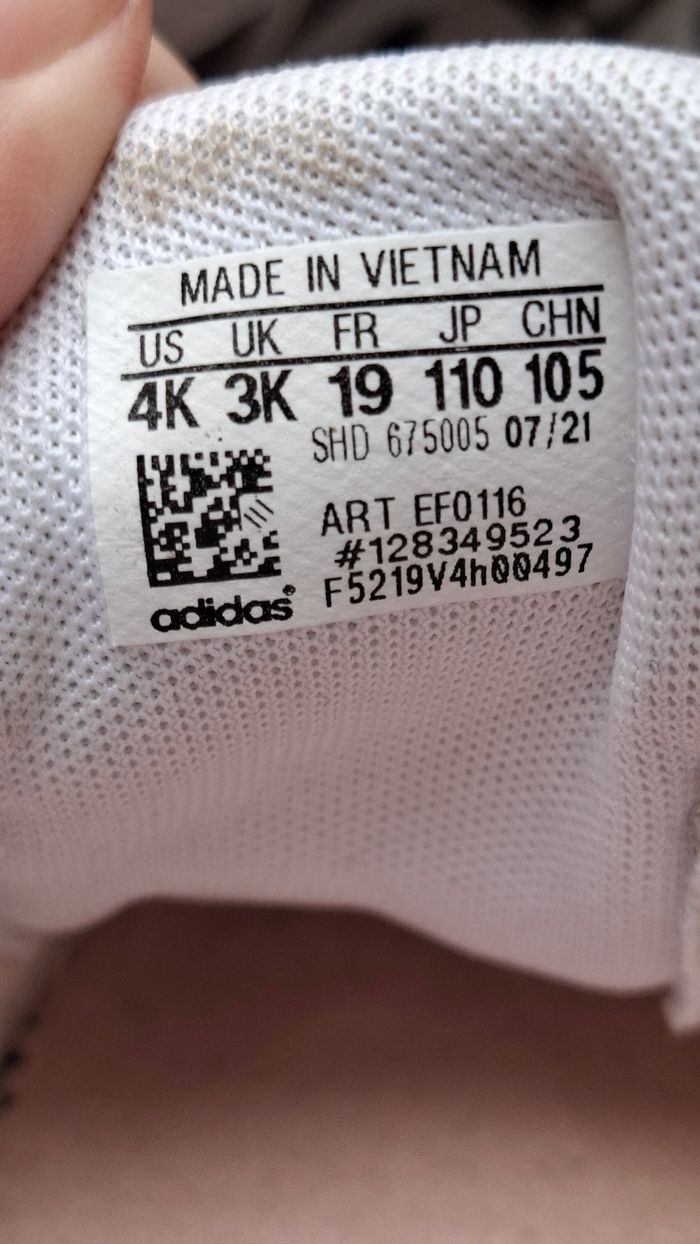 MADE IN VIETNAM
US UK FR JP CHN
4K 3K 19 110 105
SHD 675005 07/21
ART EF0116
#128349523
F5219V4h00497
adidas®